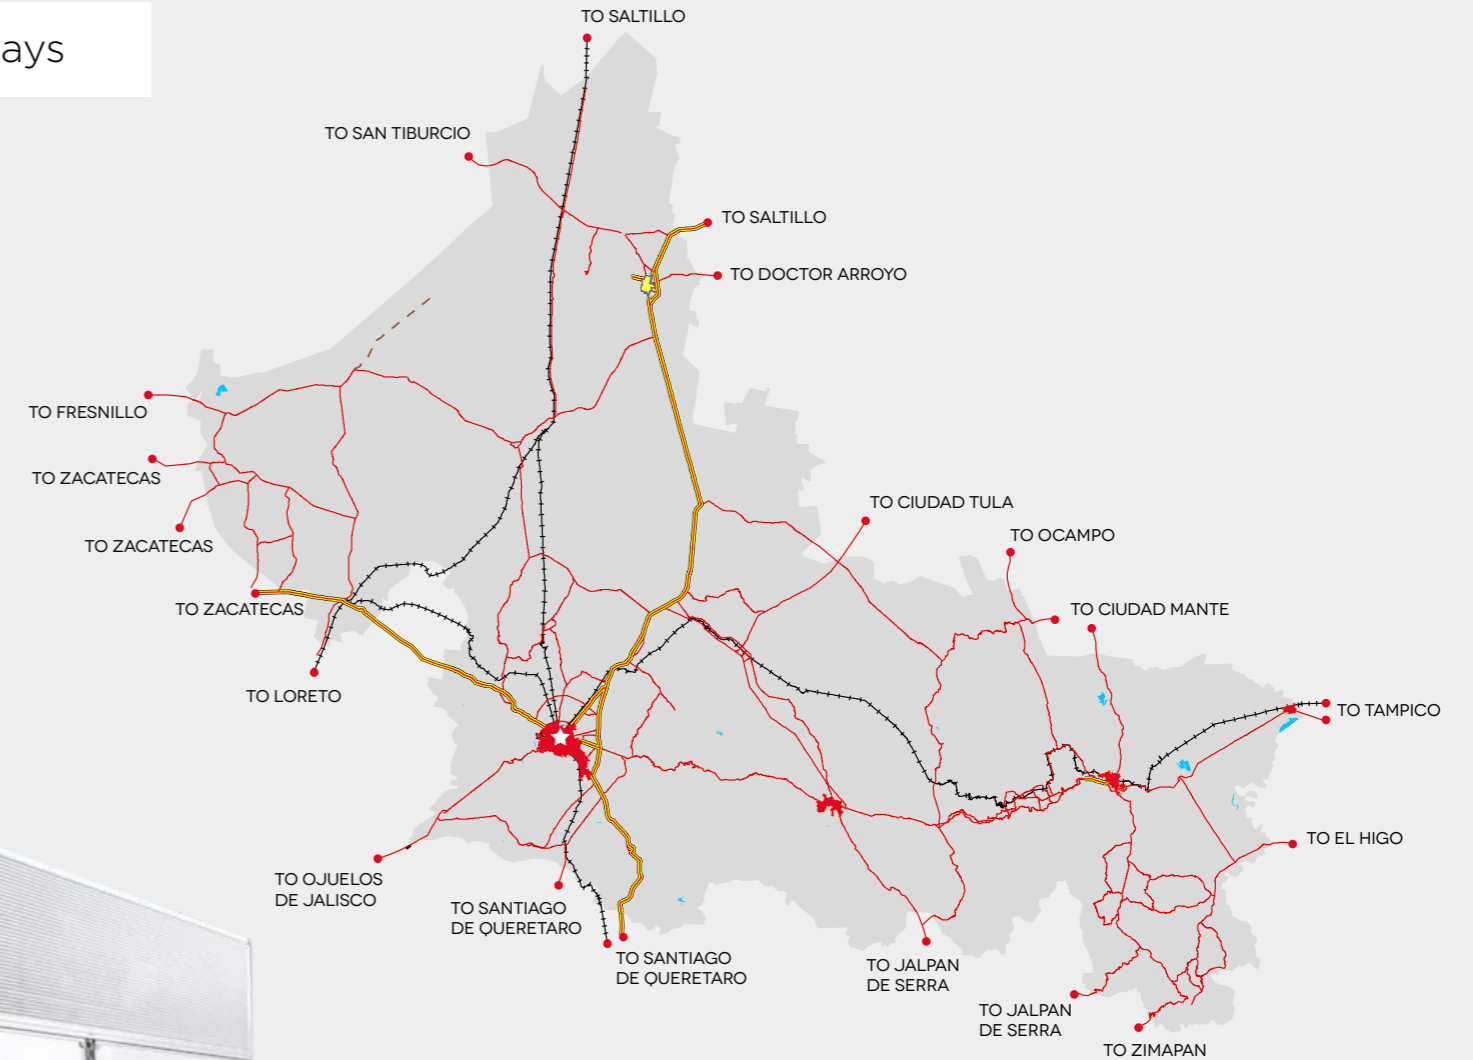 ays
TO SALTILLO
TO SAN TIBURCIO
TO SALTILLO
TO DOCTOR ARROYO
TO FRESNILLO
TO ZACATECAS
TO CIUDAD TULA
TO ZACATECAS
TO OCAMPO
TO ZACATECAS
TO CIUDAD MANTE
TO LORETO
TO TAMPICO
TO EL HIGO
TO OJUELOS
DE JALISCO
TO SANTIAGO
DE QUERETARO
TO SANTIAGO
DE QUERETARO
TO JALPAN
DE SERRA
TO JALPAN
DE SERRA
TO ZIMAPAN